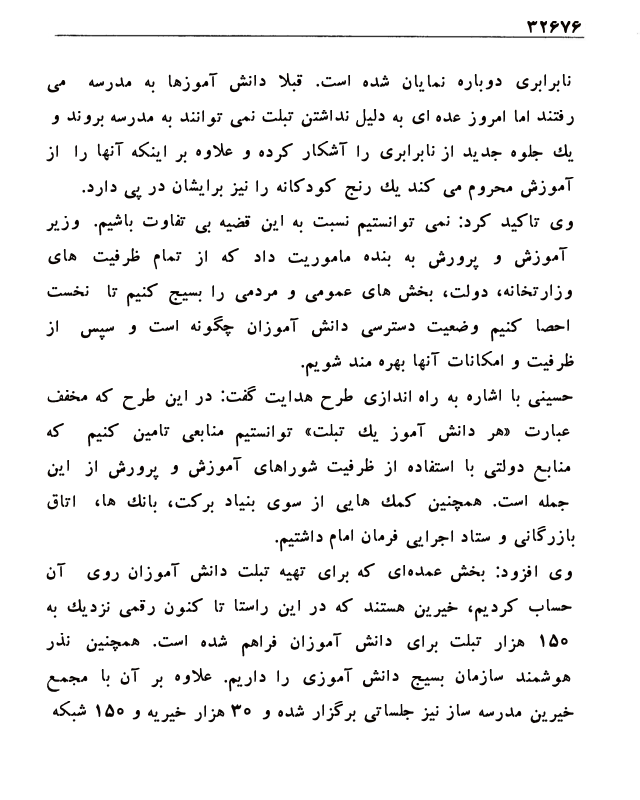 ۳۲۶۷۶
نابرابری دوباره نمایان شده است. قبلا دانش آموزها به مدرسه می
رفتند اما امروز عده ای به دلیل نداشتن تبلت نمی توانند به مدرسه بروند و
یك جلوه جدید از نابرابری را آشکار کرده و علاوه بر اینکه آنها را از
آموزش محروم می کند یك رنج کودکانه را نیز برایشان در پی دارد.
وی تاکید کرد: نمی توانستیم نسبت به این قضیه بی تفاوت باشیم. وزیر
آموزش و پرورش به بنده ماموریت داد که از تمام ظرفیت های
وزارتخانه، دولت، بخش های عمومی و مردمی را بسیج کنیم تا نخست
احصا کنیم وضعیت دسترسی دانش آموزان چگونه است و سپس از
ظرفیت و امکانات آنها بهره مند شویم.
حسینی با اشاره به راه اندازی طرح هدایت گفت: در این طرح که مخفف
عبارت «هر دانش آموز یك تبلت» توانستیم منابعی تامین کنیم که
منابع دولتی با استفاده از ظرفیت شوراهای آموزش و پرورش از این
جمله است. همچنین کمك هایی از سوی بنیاد برکت، بانك ها، اتاق
بازرگانی و ستاد اجرایی فرمان امام داشتیم.
وی افزود: بخش عمده‌ای که برای تهیه تبلت دانش آموزان روی آن
حساب کردیم، خیرین هستند که در این راستا تا کنون رقمی نزدیك به
۱۵۰ هزار تبلت برای دانش آموزان فراهم شده است. همچنین نذر
هوشمند سازمان بسیج دانش آموزی را داریم. علاوه بر آن با مجمع
خیرین مدرسه ساز نیز جلساتی برگزار شده و ۳۰ هزار خیریه و ۱۵۰ شبکه